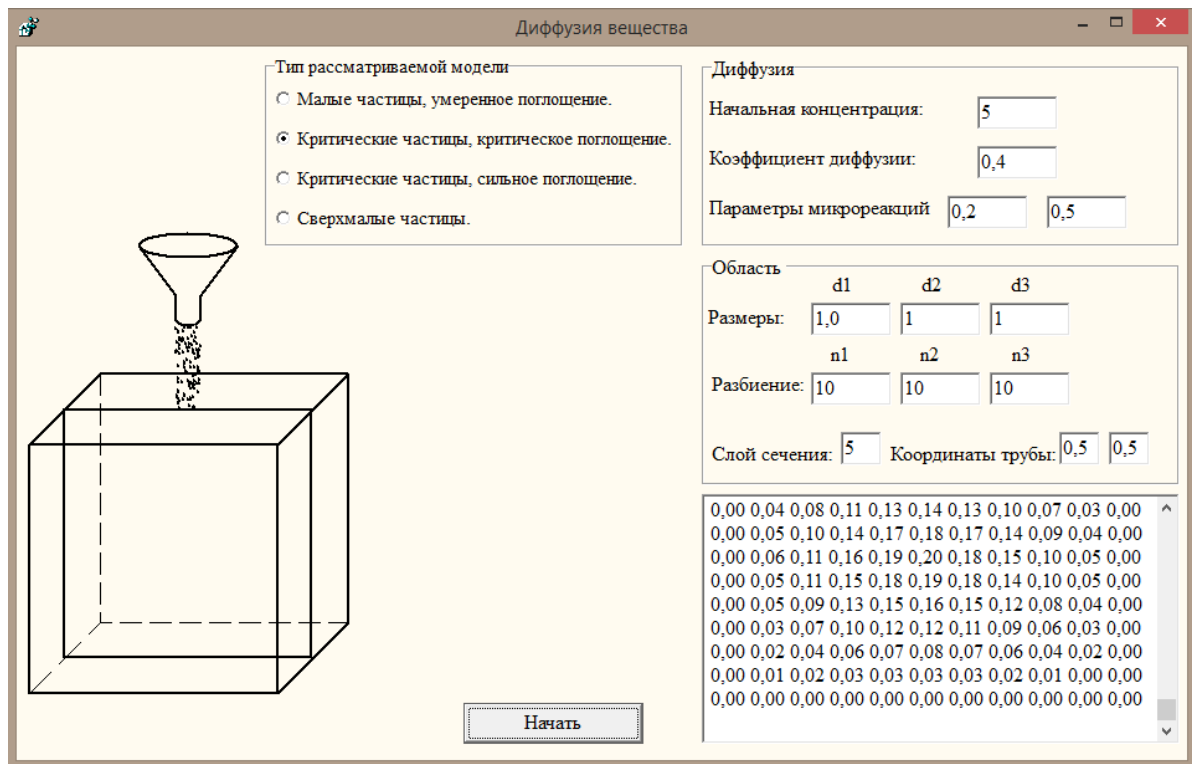 Диффузия вещества
Тип рассматриваемой модели
Малые частицы, умеренное поглощение.
Критические частицы, критическое поглощение.
Критические частицы, сильное поглощение.
Сверхмалые частицы.
Диффузия
Начальная концентрация: 5
Коэффициент диффузии: 0,4
Параметры микрореакций 0,2 0,5
Область
d1 d2 d3
Размеры: 1,0 1 1
n1 n2 n3
Разбиение: 10 10 10
Слой сечения: 5 Координаты трубы: 0,5 0,5
0,00 0,04 0,08 0,11 0,13 0,14 0,13 0,10 0,07 0,03 0,00
0,00 0,05 0,10 0,14 0,17 0,18 0,17 0,14 0,09 0,04 0,00
0,00 0,06 0,11 0,16 0,19 0,20 0,18 0,15 0,10 0,05 0,00
0,00 0,05 0,11 0,15 0,18 0,19 0,18 0,14 0,10 0,05 0,00
0,00 0,05 0,09 0,13 0,15 0,16 0,15 0,12 0,08 0,04 0,00
0,00 0,03 0,07 0,10 0,12 0,12 0,11 0,09 0,06 0,03 0,00
0,00 0,02 0,04 0,06 0,07 0,08 0,07 0,06 0,04 0,02 0,00
0,00 0,01 0,02 0,03 0,03 0,03 0,03 0,02 0,01 0,00 0,00
0,00 0,00 0,00 0,00 0,00 0,00 0,00 0,00 0,00 0,00 0,00
Начать